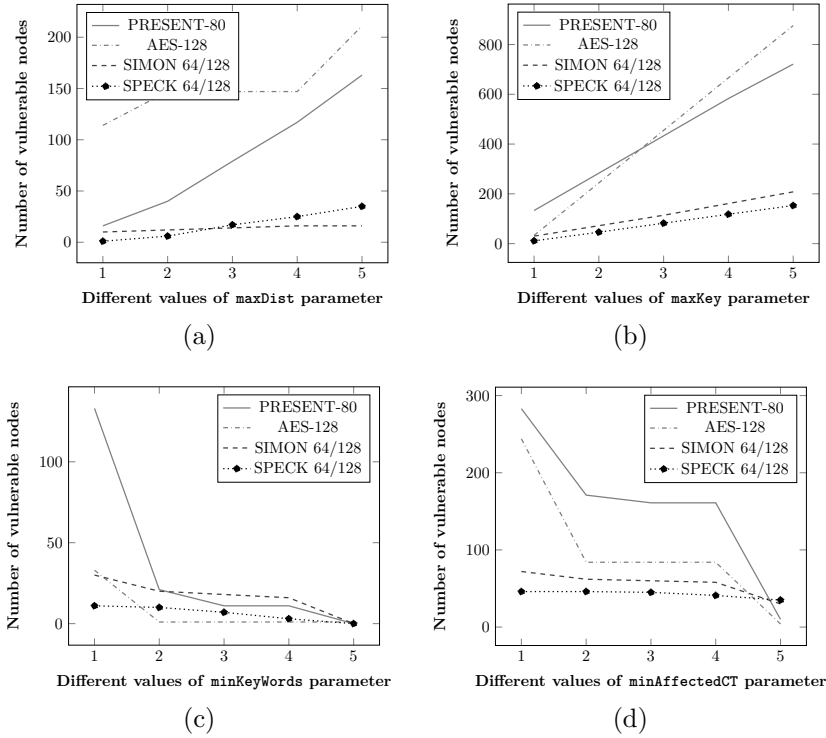 Number of vulnerable nodes
200
150
100
50
0
PRESENT-80
AES-128
SIMON 64/128
SPECK 64/128
1 2 3 4 5
Different values of maxDist parameter
(a)
Number of vulnerable nodes
800
600
400
200
0
PRESENT-80
AES-128
SIMON 64/128
SPECK 64/128
1 2 3 4 5
Different values of maxKey parameter
(b)
Number of vulnerable nodes
100
50
0
PRESENT-80
AES-128
SIMON 64/128
SPECK 64/128
1 2 3 4 5
Different values of minKeyWords parameter
(c)
Number of vulnerable nodes
300
200
100
0
PRESENT-80
AES-128
SIMON 64/128
SPECK 64/128
1 2 3 4 5
Different values of minAffectedCT parameter
(d)